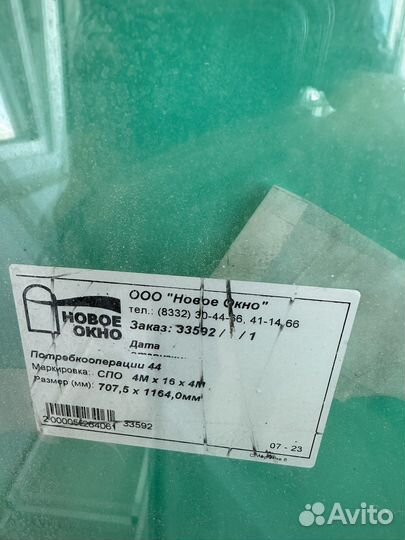 НОВОЕ
ОКНО
ООО "Новое Окно"
тел.: (8332) 30-44-66, 41-14-66
Заказ: 33592 / / 1
Дата
Потребкооперации 44
Маркировка: СПО 4М х 16 х 4М
Размер (мм): 707,5 х 1164,0мм
33592
07 - 23
Avito